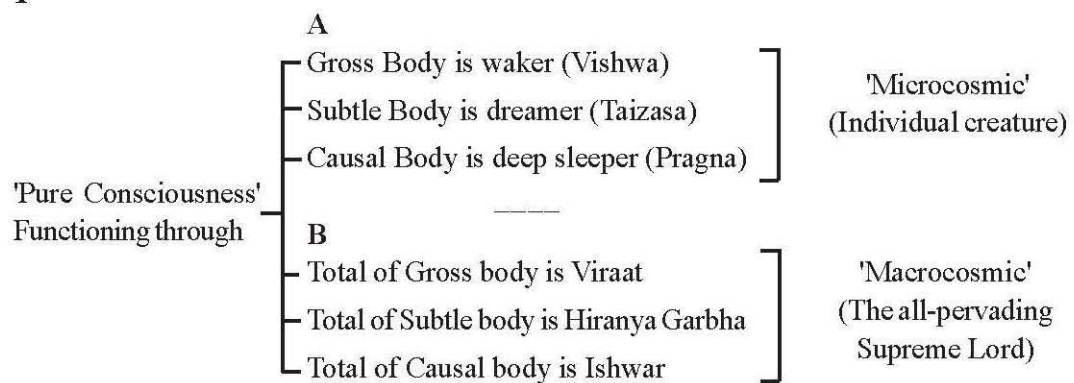 A
Gross Body is waker (Vishwa)
Subtle Body is dreamer (Taizasa)
Causal Body is deep sleeper (Pragna)
'Microcosmic'
(Individual creature)
'Pure Consciousness'
Functioning through
B
Total of Gross body is Viraat
Total of Subtle body is Hiranya Garbha
Total of Causal body is Ishwar
'Macrocosmic'
(The all-pervading
Supreme Lord)